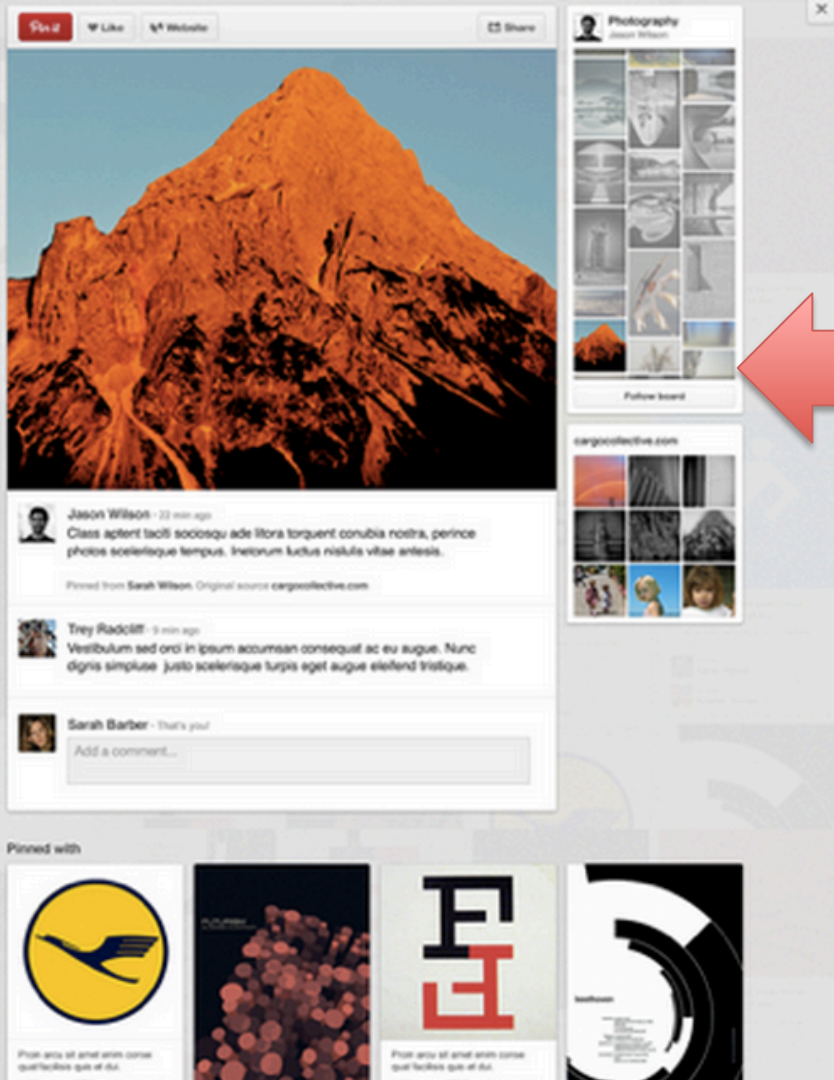 Pin it
Like
Website
Share
Photography
Jason Wilson
Follow board
cargocollective.com
Jason Wilson · 22 min ago
Class aptent taciti sociosqu ade litora torquent conubia nostra, perince
photos scelerisque tempus. Inetorum luctus nislulis vitae antesis.
Pinned from Sarah Wilson. Original source cargocollective.com
Trey Radcliff · 9 min ago
Vestibulum sed orci in ipsum accumsan consequat ac eu augue. Nunc
dignis simpluse justo scelerisque turpis eget augue eleifend tristique.
Sarah Barber · That's you!
Add a comment...
Pinned with
FUTURISM
beethoven
Proin arcu sit amet enim conse
quat facilisis quis et dui.
Proin arcu sit amet enim conse
quat facilisis quis et dui.